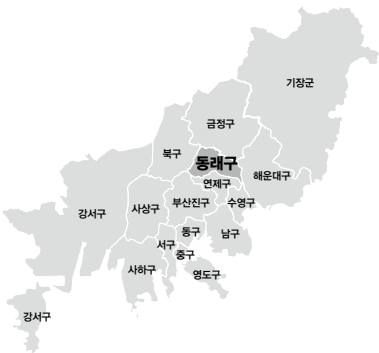 기장군
금정구
북구
동래구
해운대구
연제구
부산진구
수영구
강서구
사상구
동구
남구
서구
중구
사하구
영도구
강서구